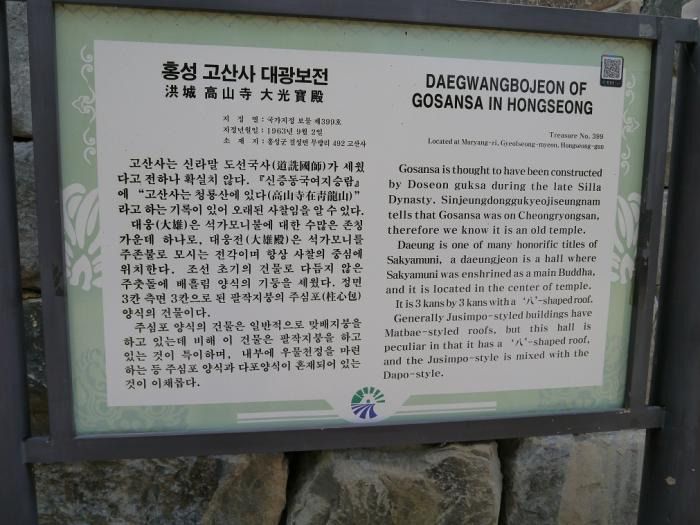 홍성 고산사 대광보전
洪城 高山寺 大光寶殿
지 정 명 : 국가지정 보물 제399호
지정년월일 : 1963년 9월 2일
소 재 지 : 홍성군 결성면 무량리 492 고산사
고산사는 신라말 도선국사(道詵國師)가 세웠
다고 전하나 확실치 않다. 『신증동국여지승람』
에 "고산사는 청룡산에 있다(高山寺在靑龍山)"
라고 하는 기록이 있어 오래된 사찰임을 알 수 있다.
대웅(大雄)은 석가모니불에 대한 수많은 존칭
가운데 하나로, 대웅전(大雄殿)은 석가모니를
주존불로 모시는 전각이며 항상 사찰의 중심에
위치한다. 조선 초기의 건물로 다듬지 않은
주춧돌에 배흘림 양식의 기둥을 세웠다. 정면
3칸 측면 3칸으로 된 팔작지붕의 주심포(柱心包)
양식의 건물이다.
주심포 양식의 건물은 일반적으로 맞배지붕을
하고 있는데 비해 이 건물은 팔작지붕을 하고
있는 것이 특이하며, 내부에 우물천정을 마련
하는 등 주심포 양식과 다포양식이 혼재되어 있는
것이 이채롭다.
DAEGWANGBOJEON OF
GOSANSA IN HONGSEONG
Treasure No. 399
Located at Muryang-ri, Gyeolseong-myeon, Hongseong-gun
Gosansa is thought to have been constructed
by Doseon guksa during the late Silla
Dynasty. Sinjeungdonggukyeojiseungnam
tells that Gosansa was on Cheongryongsan,
therefore we know it is an old temple.
Daeung is one of many honorific titles of
Sakyamuni, a daeungjeon is a hall where
Sakyamuni was enshrined as a main Buddha,
and it is located in the center of temple.
It is 3 kans by 3 kans with a '八'-shaped roof.
Generally Jusimpo-styled buildings have
Matbae-styled roofs, but this hall is
peculiar in that it has a '八'-shaped roof,
and the Jusimpo-style is mixed with the
Dapo-style.